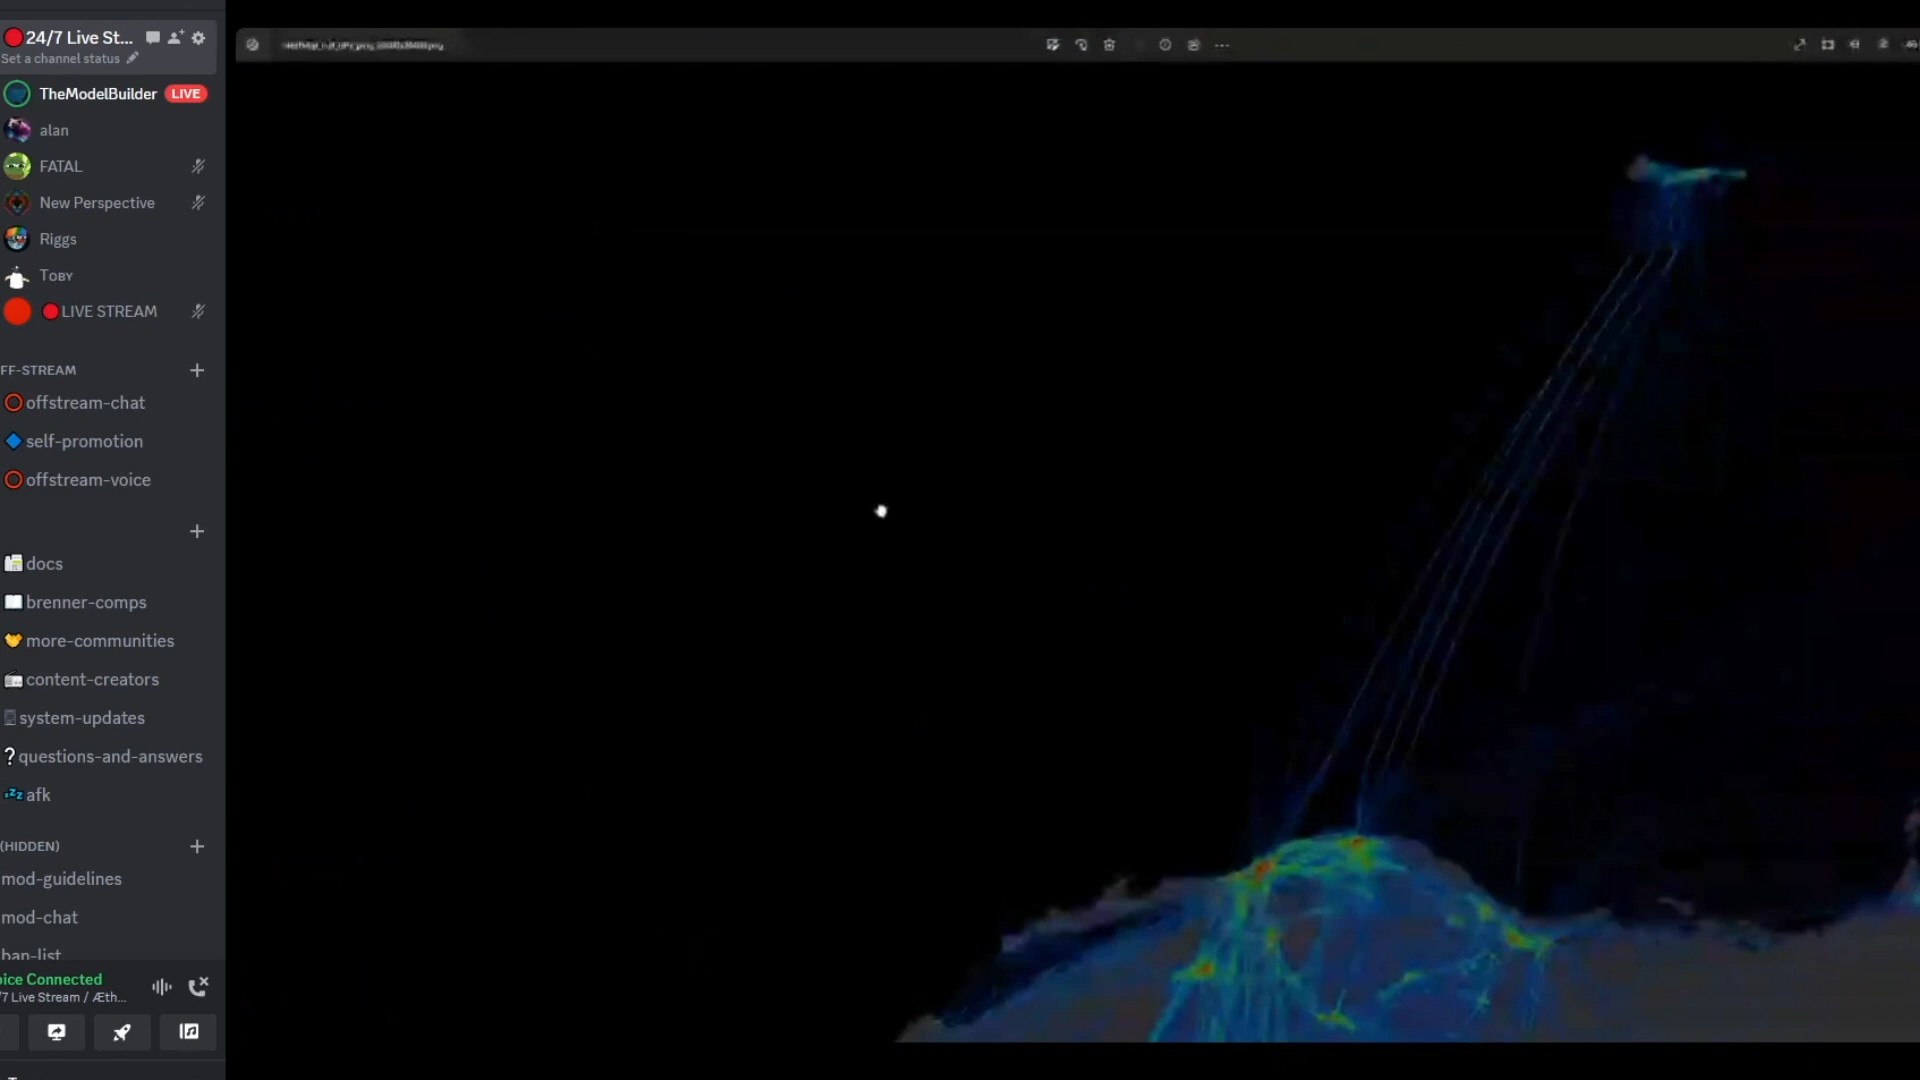 24/7 Live St...
Set a channel status
TheModelBuilder LIVE
alan
FATAL
New Perspective
Riggs
Toby
LIVE STREAM
FF-STREAM
offstream-chat
self-promotion
offstream-voice
docs
brenner-comps
more-communities
content-creators
system-updates
questions-and-answers
afk
(HIDDEN)
mod-guidelines
mod-chat
ban-list
oice Connected
/7 Live Stream / Æth...